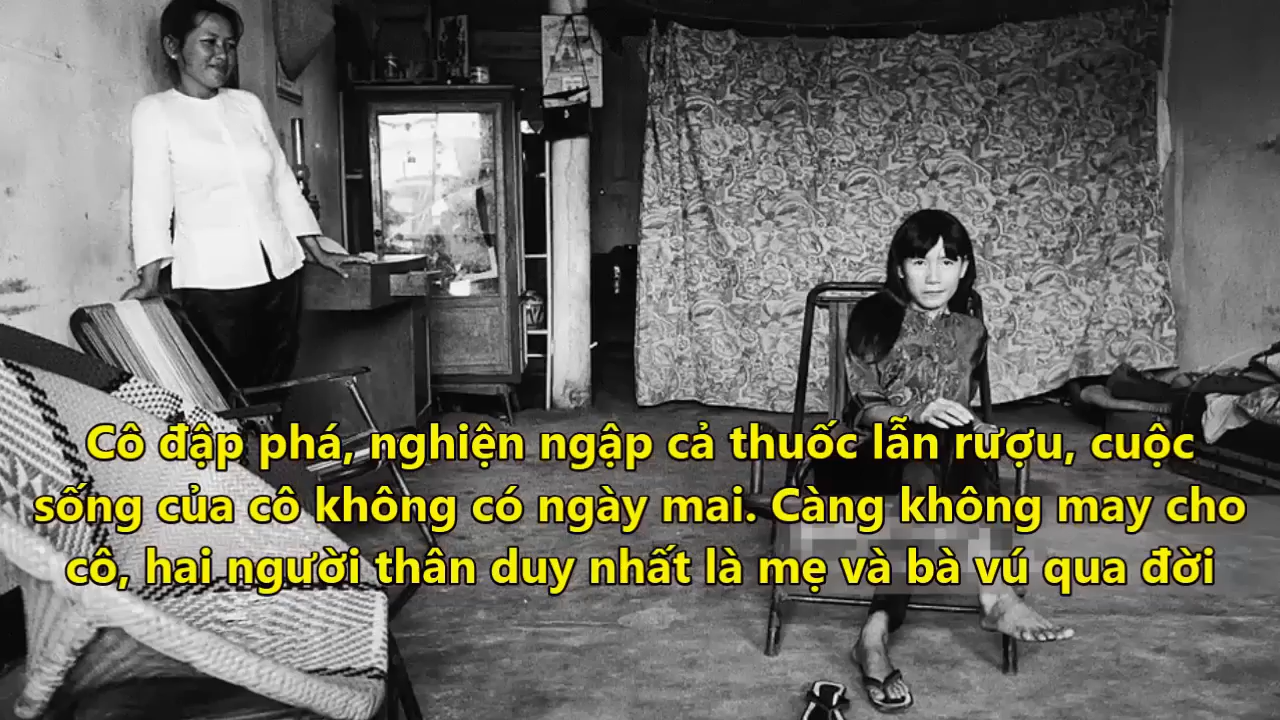 Cô đập phá, nghiện ngập cả thuốc lẫn rượu, cuộc
sống của cô không có ngày mai. Càng không may cho
cô, hai người thân duy nhất là mẹ và bà vú qua đời